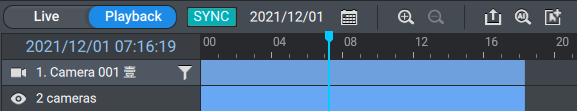 Live Playback SYNC 2021/12/01 AI
2021/12/01 07:16:19 00 04 08 12 16 20
1. Camera 001 壹
2 cameras